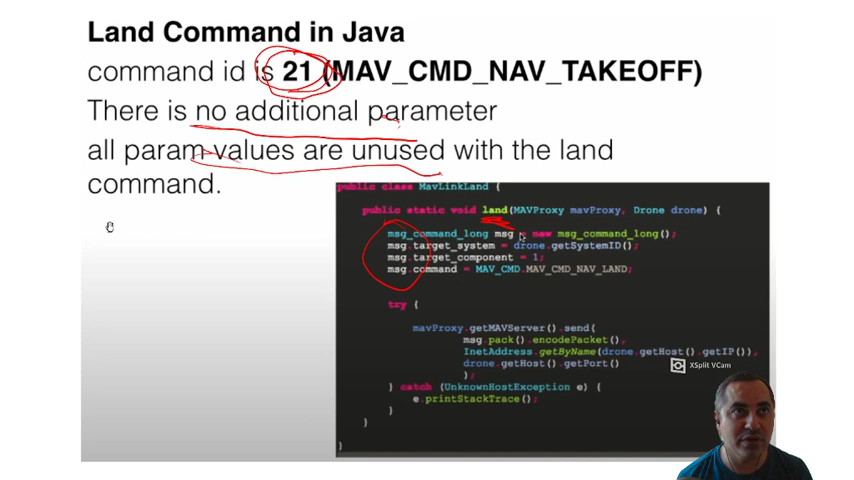 Land Command in Java
command id is 21 (MAV_CMD_NAV_TAKEOFF)
There is no additional parameter
all param values are unused with the land
command.
public class MavLinkLand {
public static void land(MAVProxy mavProxy, Drone drone) {
msg_command_long msg = new msg_command_long();
msg.target_system = drone.getSystemID();
msg.target_component = 1;
msg.command = MAV_CMD.MAV_CMD_NAV_LAND;
try {
mavProxy.getMAVServer().send(
msg.pack().encodePacket(),
InetAddress.getByName(drone.getHost().getIP()),
drone.getHost().getPort()
);
} catch (UnknownHostException e) {
e.printStackTrace();
}
}
}
XSplit VCam